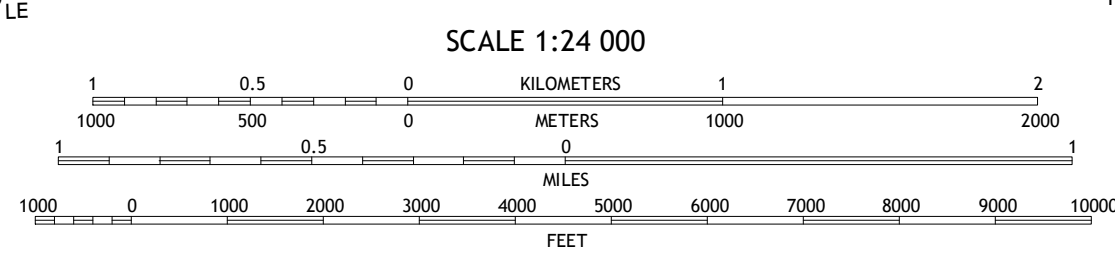 LE
SCALE 1:24 000
1 0.5 0 KILOMETERS 1 2
1000 500 0 METERS 1000 2000
1 0.5 0 1
MILES
1000 0 1000 2000 3000 4000 5000 6000 7000 8000 9000 10000
FEET